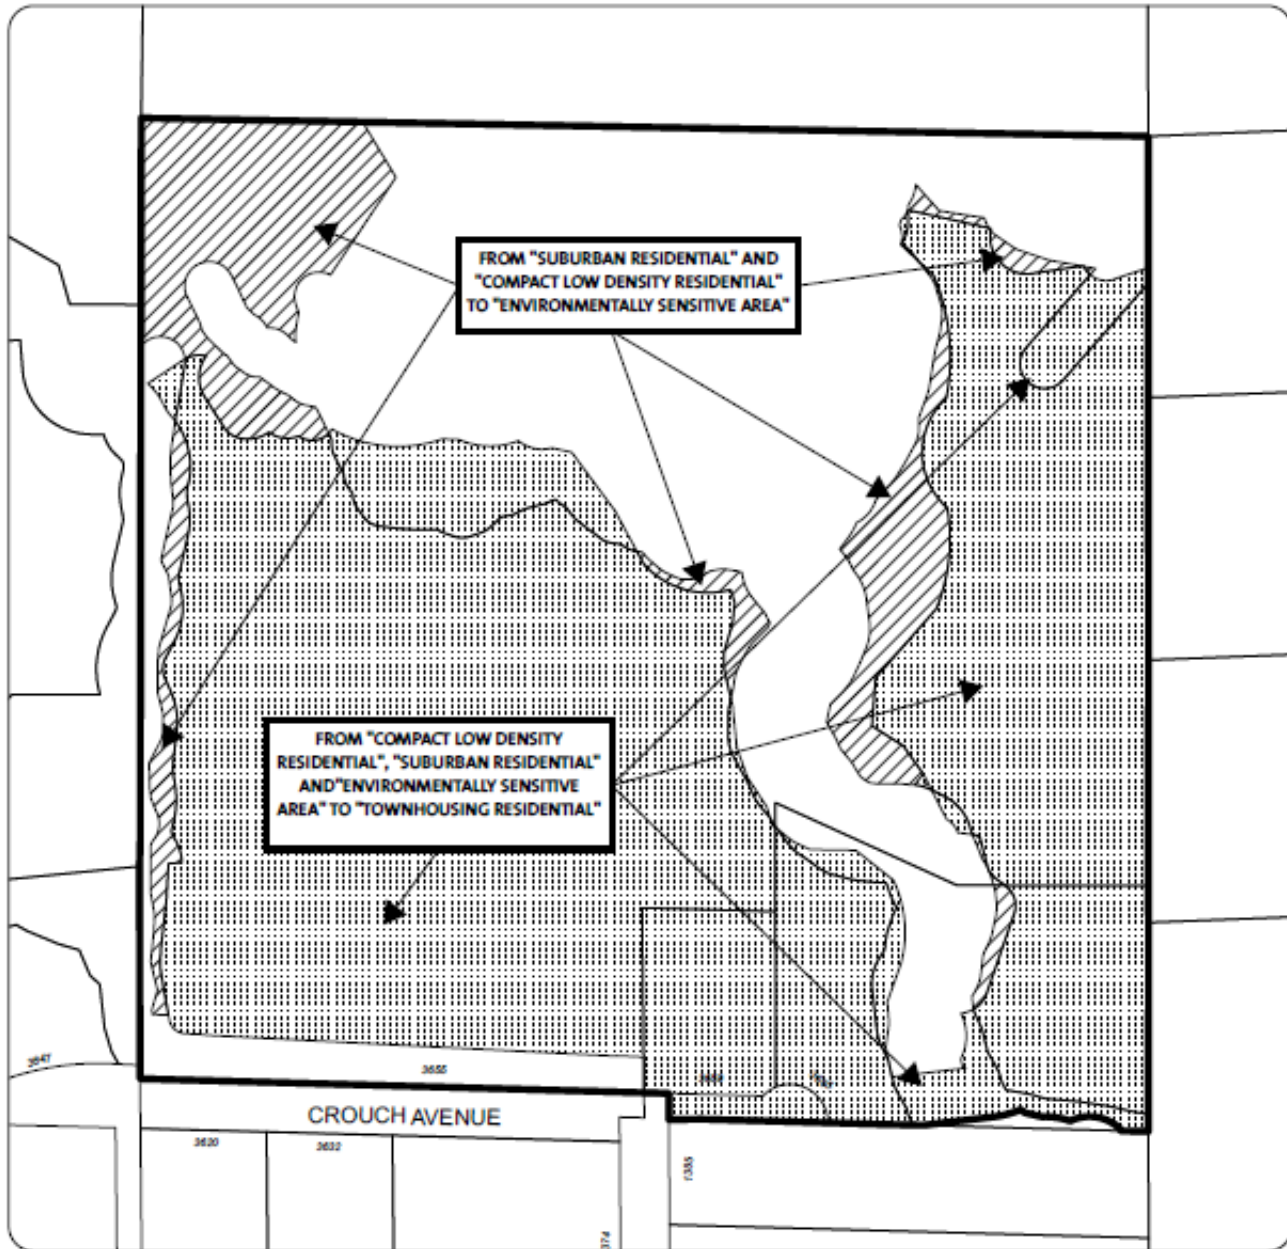 FROM "SUBURBAN RESIDENTIAL" AND
"COMPACT LOW DENSITY RESIDENTIAL"
TO "ENVIRONMENTALLY SENSITIVE AREA"
FROM "COMPACT LOW DENSITY
RESIDENTIAL", "SUBURBAN RESIDENTIAL"
AND"ENVIRONMENTALLY SENSITIVE
AREA" TO "TOWNHOUSING RESIDENTIAL"
3647
3655
CROUCH AVENUE
3620
3632
1385